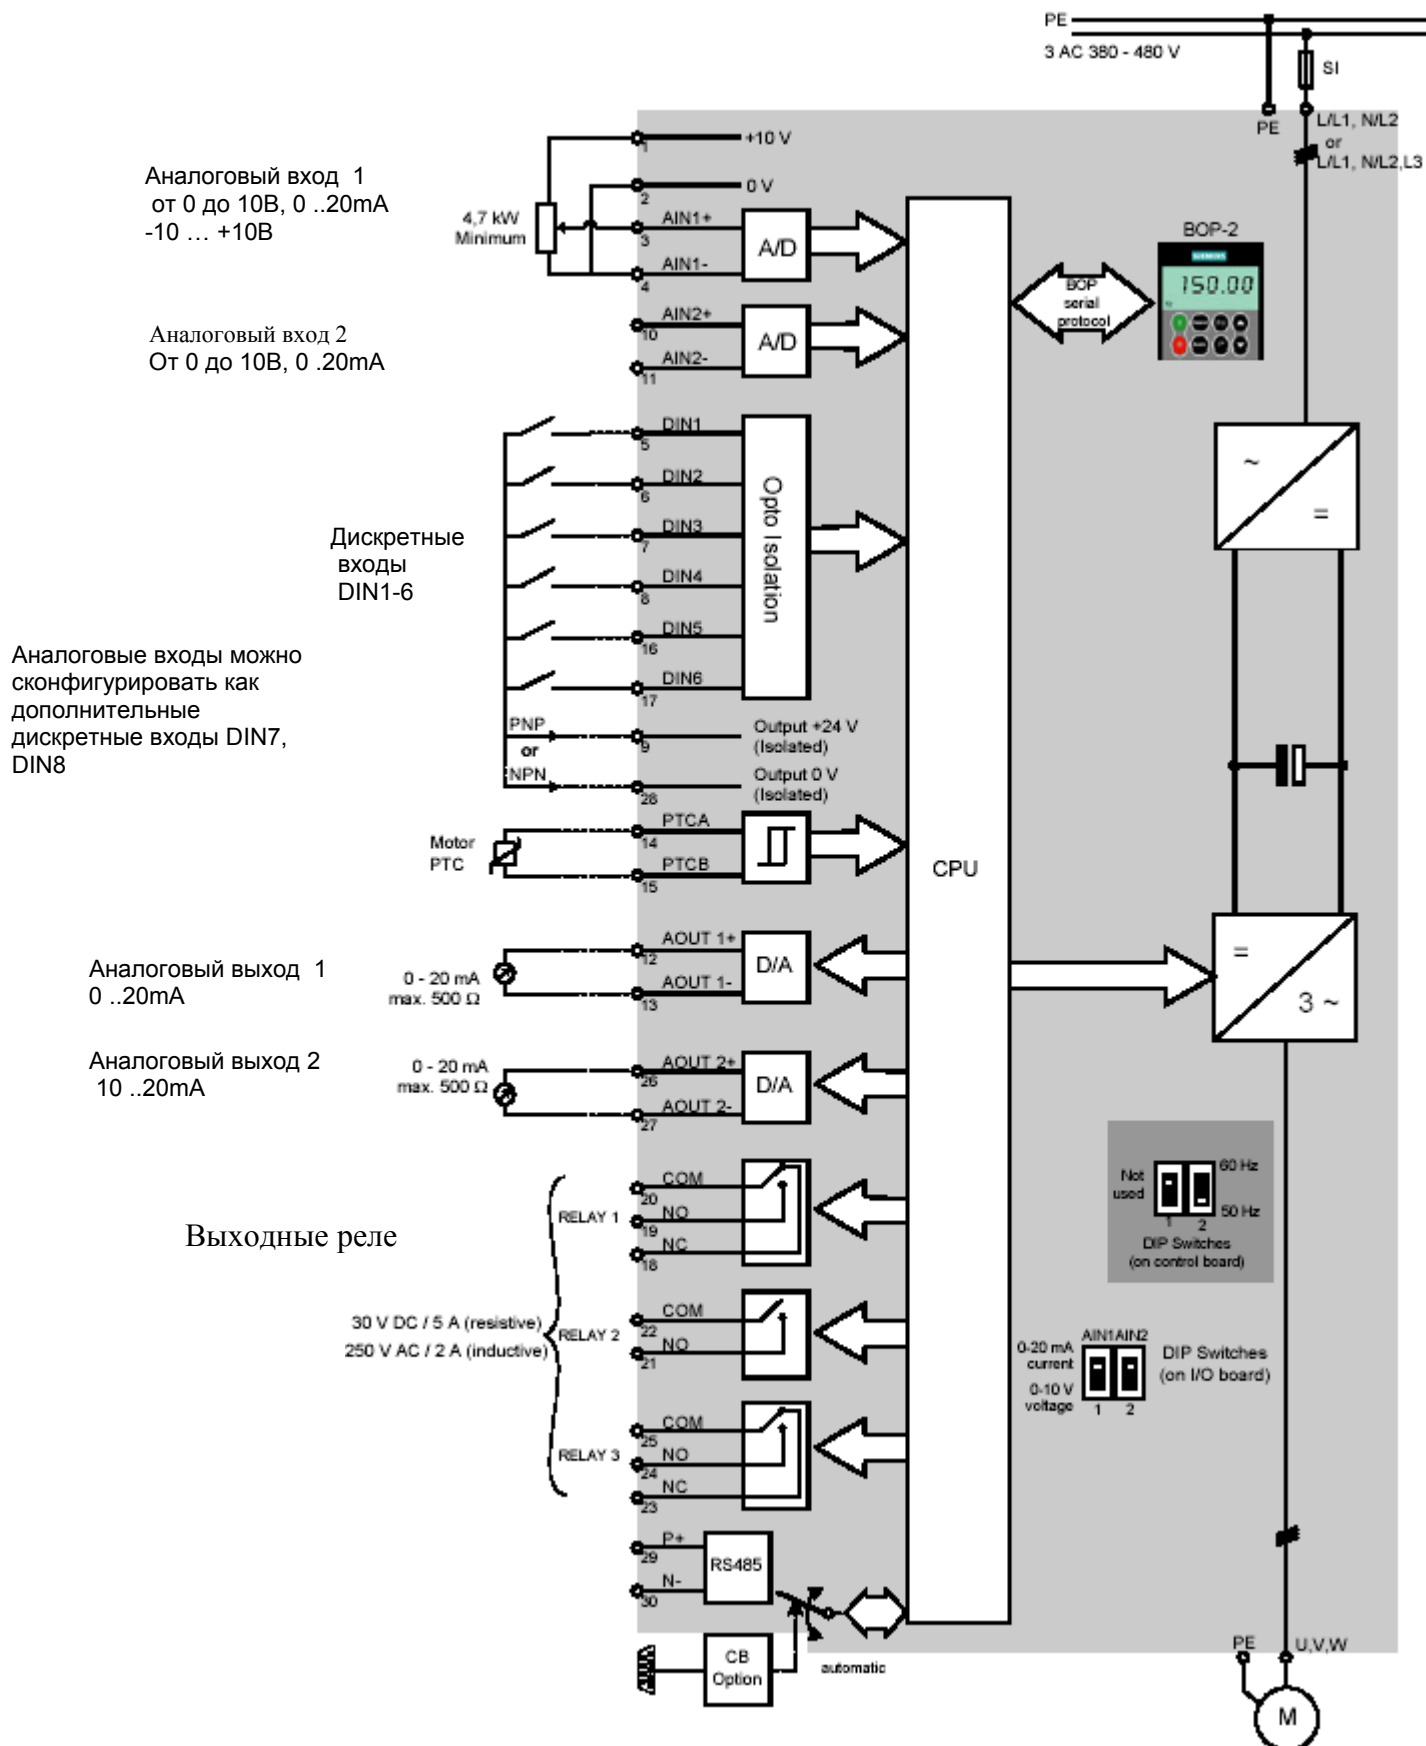 PE
3 AC 380 - 480 V
SI
PE
L/L1, N/L2
or
L/L1, N/L2,L3
Аналоговый вход  1
от 0 до 10В, 0 ..20mA
-10 … +10В
4,7 kW
Minimum
1
+10 V
2
0 V
AIN1+
3
AIN1-
4
A/D
BOP-2
SIEMENS
150.00
BOP
serial
protocol
Аналоговый вход 2
От 0 до 10В, 0 .20mA
AIN2+
10
AIN2-
11
A/D
Дискретные
входы
DIN1-6
DIN1
5
DIN2
6
DIN3
7
DIN4
8
DIN5
16
DIN6
17
Opto Isolation
~
=
Аналоговые входы можно
сконфигурировать как
дополнительные
дискретные входы DIN7,
DIN8
PNP
or
NPN
9
Output +24 V
(Isolated)
28
Output 0 V
(Isolated)
Motor
PTC
PTCA
14
PTCB
15
CPU
Аналоговый выход  1
0 ..20mA
0 - 20 mA
max. 500 Ω
AOUT 1+
12
AOUT 1-
13
D/A
=
3 ~
Аналоговый выход 2
10 ..20mA
0 - 20 mA
max. 500 Ω
AOUT 2+
26
AOUT 2-
27
D/A
Not
used
60 Hz
50 Hz
1 2
DIP Switches
(on control board)
Выходные реле
30 V DC / 5 A (resistive)
250 V AC / 2 A (inductive)
RELAY 1
COM
20
NO
19
NC
18
RELAY 2
COM
22
NO
21
RELAY 3
COM
25
NO
24
NC
23
AIN1AIN2
0-20 mA
current
0-10 V
voltage
1 2
DIP Switches
(on I/O board)
P+
29
N-
30
RS485
CB
Option
automatic
PE
U,V,W
M